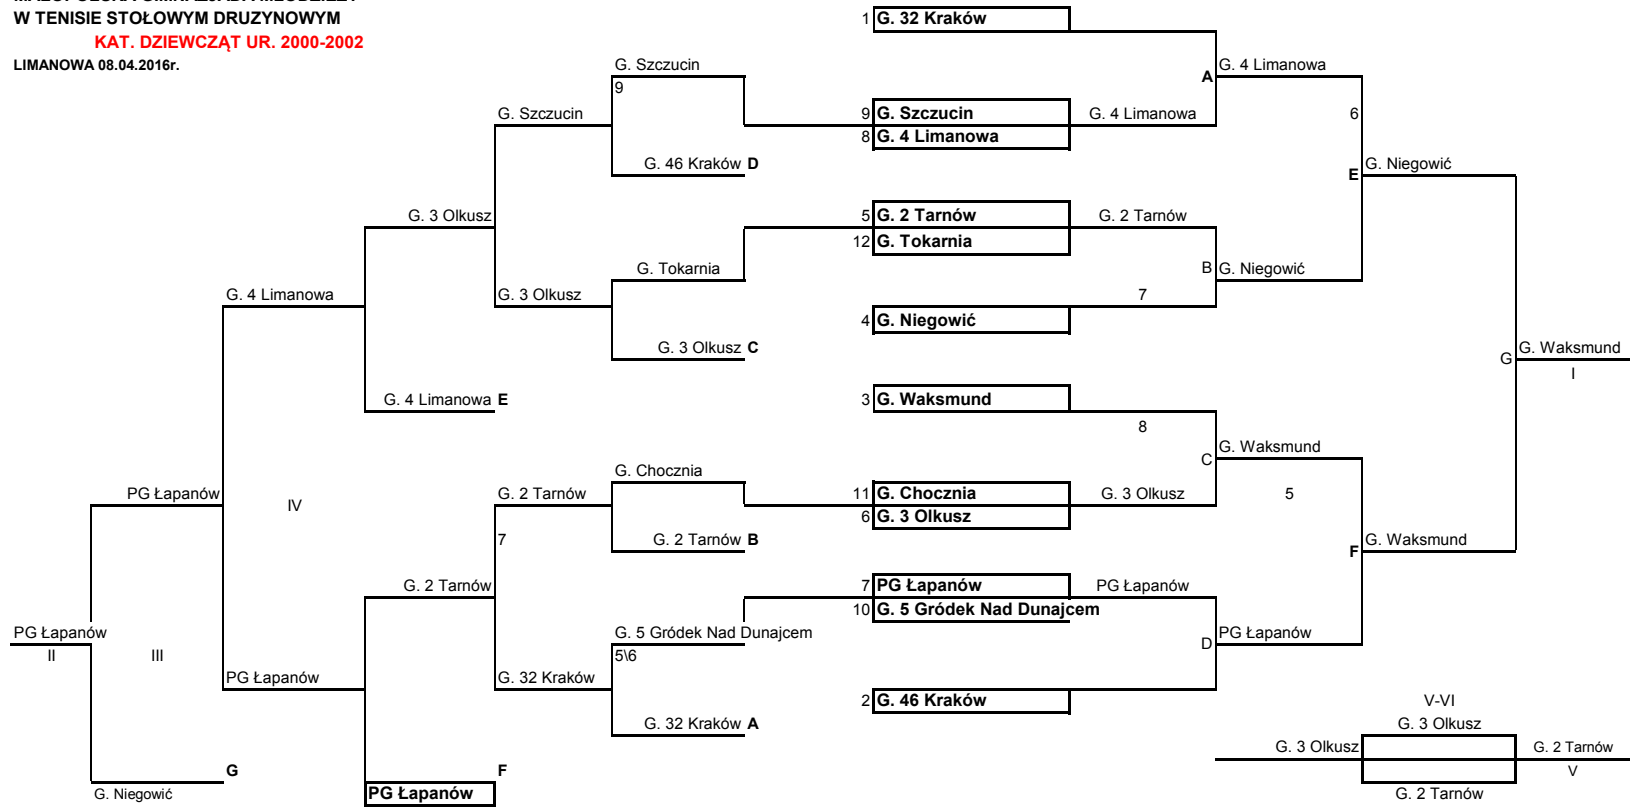 W TENISIE STOŁOWYM DRUŻYNOWYM
KAT. DZIEWCZĄT UR. 2000-2002
LIMANOWA 08.04.2016r.
1 G. 32 Kraków
G. Szczucin
A G. 4 Limanowa
9
G. Szczucin
9 G. Szczucin
G. 4 Limanowa
6
8 G. 4 Limanowa
G. 46 Kraków D
G. Niegowić
E
G. 3 Olkusz
5 G. 2 Tarnów
G. 2 Tarnów
12 G. Tokarnia
G. Tokarnia
B G. Niegowić
G. 4 Limanowa
G. 3 Olkusz
7
4 G. Niegowić
G. 3 Olkusz C
G G. Waksmund
I
G. 4 Limanowa E
3 G. Waksmund
8
G. Waksmund
C
G. Chocznia
PG Łapanów
IV
G. 2 Tarnów
11 G. Chocznia
G. 3 Olkusz
5
6 G. 3 Olkusz
7
G. 2 Tarnów B
F G. Waksmund
G. 2 Tarnów
7 PG Łapanów
PG Łapanów
10 G. 5 Gródek Nad Dunajcem
PG Łapanów
G. 5 Gródek Nad Dunajcem
D PG Łapanów
II
III
5\6
PG Łapanów
G. 32 Kraków
2 G. 46 Kraków
V-VI
G. 32 Kraków A
G. 3 Olkusz
G. 3 Olkusz
G. 2 Tarnów
G
F
V
G. Niegowić
PG Łapanów
G. 2 Tarnów